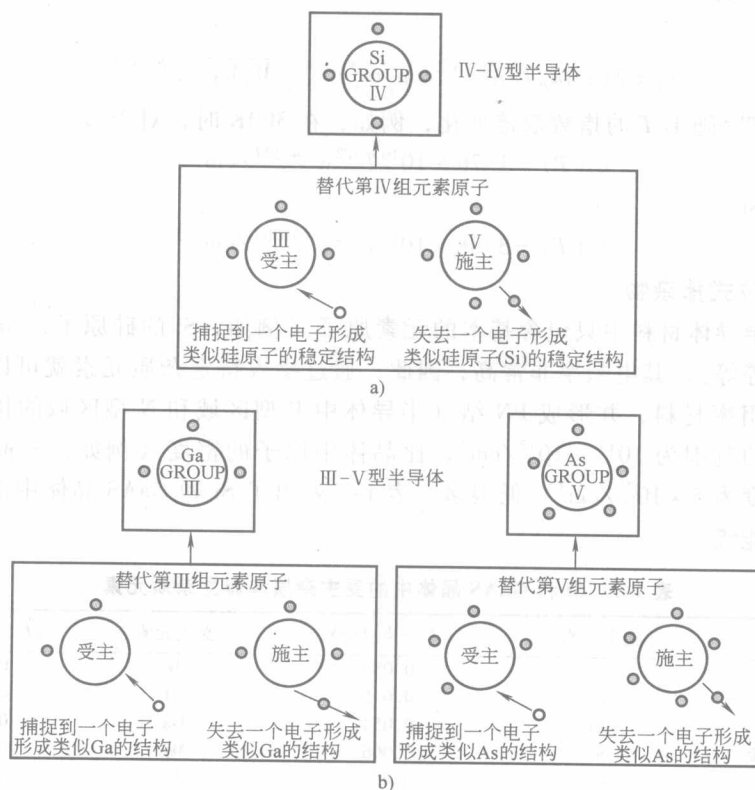 Si
GROUP
Ⅳ
Ⅳ-Ⅳ型半导体
替代第Ⅳ组元素原子
Ⅲ
受主
Ⅴ
施主
捕捉到一个电子形成
类似硅原子的稳定结构
失去一个电子形成
类似硅原子(Si)的稳定结构
a)
Ga
GROUP
Ⅲ
Ⅲ-Ⅴ型半导体
As
GROUP
Ⅴ
替代第Ⅲ组元素原子
受主
施主
捕捉到一个电子
形成类似Ga的结构
失去一个电子形成
类似Ga的结构
替代第Ⅴ组元素原子
受主
施主
捕捉到一个电子
形成类似As的结构
失去一个电子形成
类似As的结构
b)